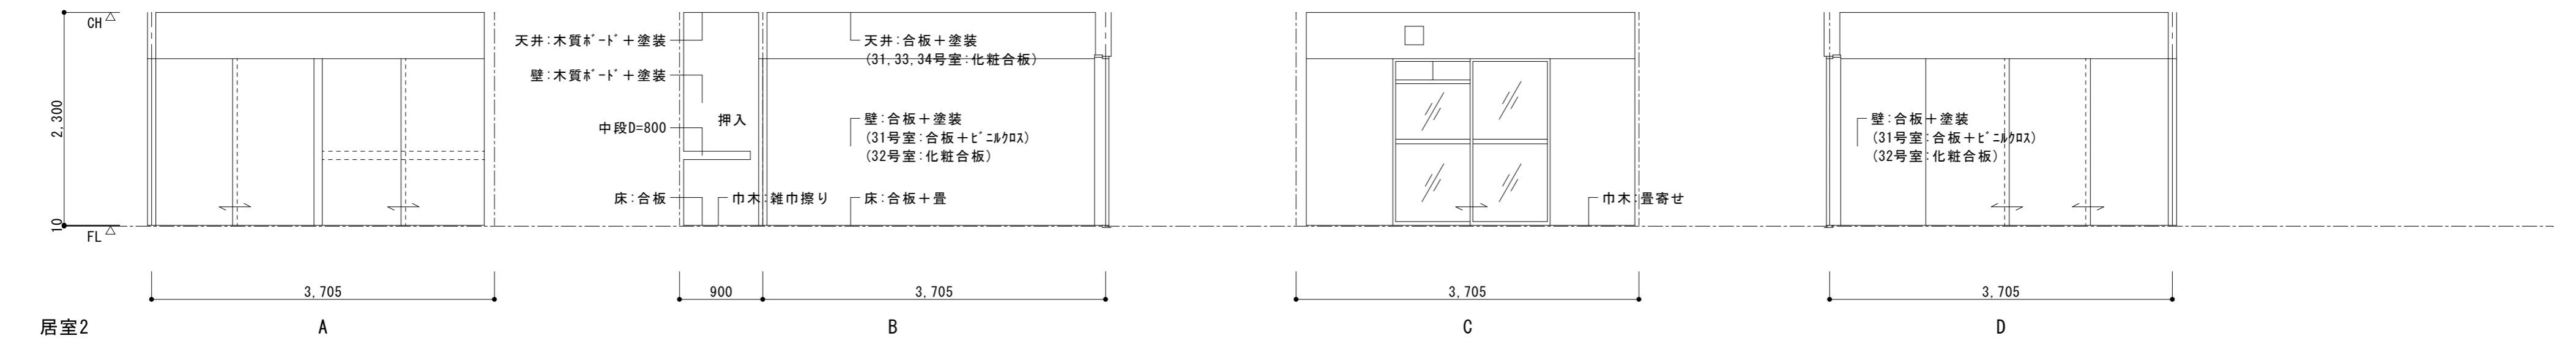 CH
2,300
10
FL
天井:木質ﾎﾞｰﾄﾞ＋塗装
壁:木質ﾎﾞｰﾄﾞ＋塗装
中段D=800
押入
床:合板
巾木:雑巾擦り
天井:合板＋塗装
(31,33,34号室:化粧合板)
壁:合板＋塗装
(31号室:合板＋ﾋﾞﾆﾙｸﾛｽ)
(32号室:化粧合板)
床:合板＋畳
巾木:畳寄せ
壁:合板＋塗装
(31号室:合板＋ﾋﾞﾆﾙｸﾛｽ)
(32号室:化粧合板)
3,705
900
3,705
3,705
3,705
居室2
A
B
C
D